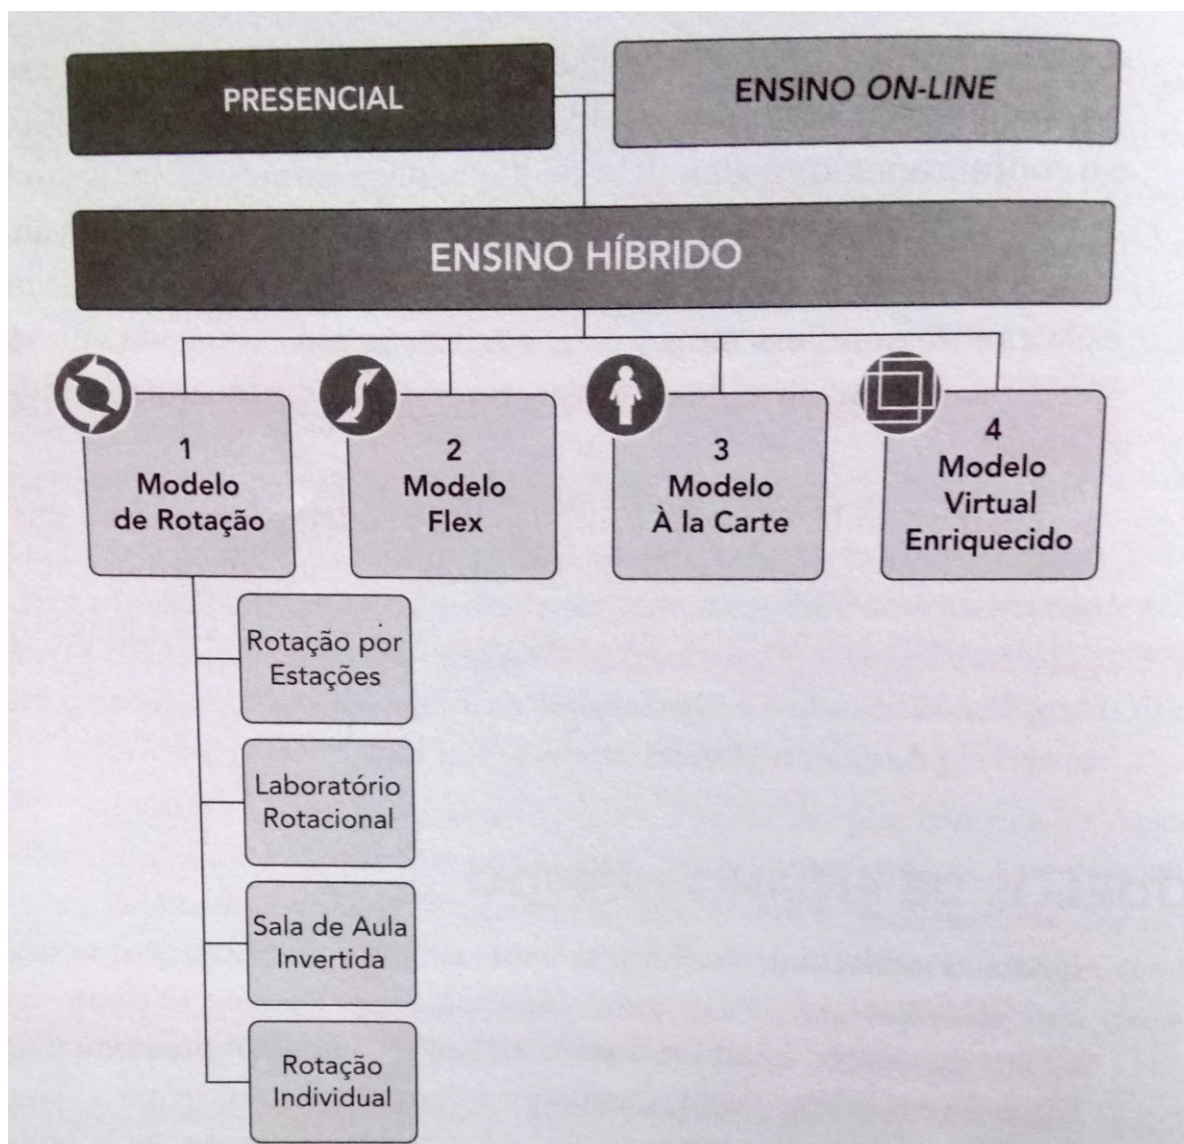 PRESENCIAL
ENSINO ON-LINE
ENSINO HÍBRIDO
1
Modelo
de Rotação
2
Modelo
Flex
3
Modelo
À la Carte
4
Modelo
Virtual
Enriquecido
Rotação por
Estações
Laboratório
Rotacional
Sala de Aula
Invertida
Rotação
Individual